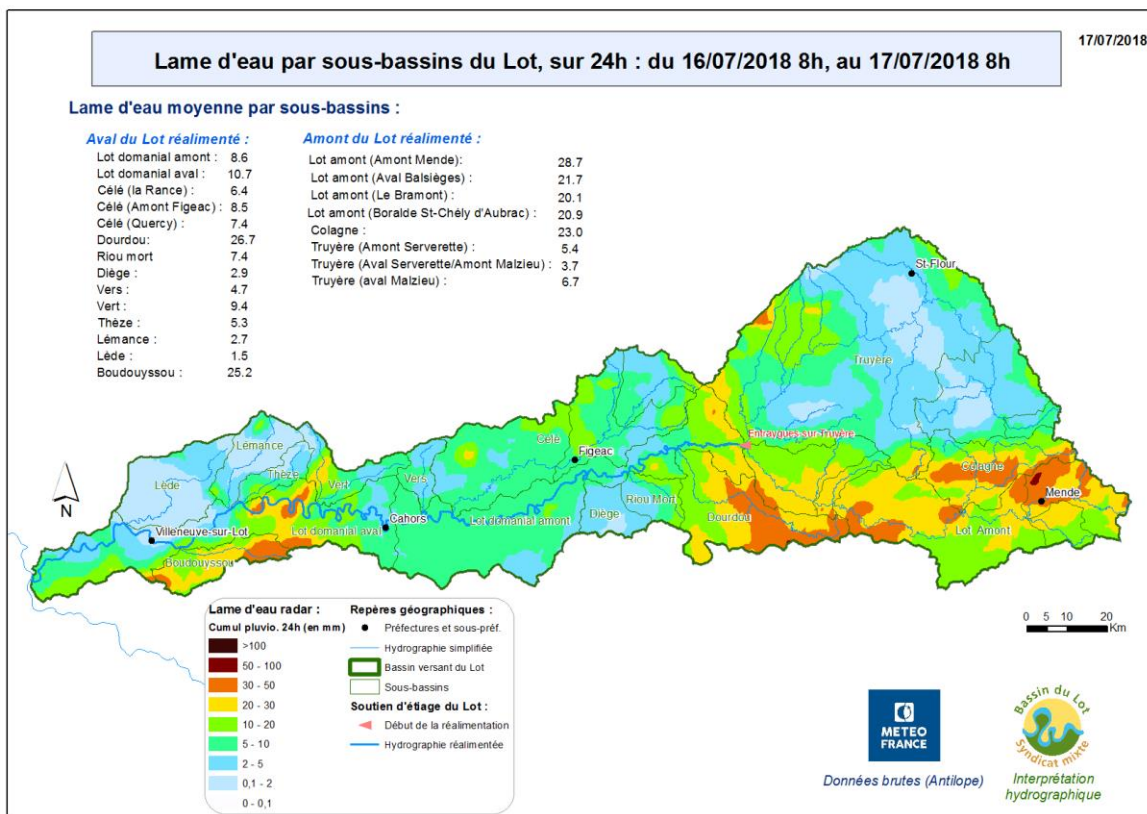 17/07/2018
Lame d'eau par sous-bassins du Lot, sur 24h : du 16/07/2018 8h, au 17/07/2018 8h
Lame d'eau moyenne par sous-bassins :
Aval du Lot réalimenté :
Lot domanial amont : 8.6
Lot domanial aval : 10.7
Célé (la Rance) : 6.4
Célé (Amont Figeac) : 8.5
Célé (Quercy) : 7.4
Dourdou: 26.7
Riou mort 7.4
Diège : 2.9
Vers : 4.7
Vert : 9.4
Thèze : 5.3
Lémance : 2.7
Lède : 1.5
Boudouyssou : 25.2
Amont du Lot réalimenté :
Lot amont (Amont Mende): 28.7
Lot amont (Aval Balsièges) : 21.7
Lot amont (Le Bramont) : 20.1
Lot amont (Boralde St-Chély d'Aubrac) : 20.9
Colagne : 23.0
Truyère (Amont Serverette) : 5.4
Truyère (Aval Serverette/Amont Malzieu) : 3.7
Truyère (aval Malzieu) : 6.7
St-Flour
Truyère
Entraygues-sur-Truyère
Célé
Figeac
Lémance
Thèze
Vert
Vers
Lède
Colagne
Mende
Riou Mort
Diège
Dourdou
Lot Amont
Cahors
Lot domanial amont
Lot domanial aval
Villeneuve-sur-Lot
Boudouyssou
N
Lame d'eau radar :
Cumul pluvio. 24h (en mm)
>100
50 - 100
30 - 50
20 - 30
10 - 20
5 - 10
2 - 5
0,1 - 2
0 - 0,1
Repères géographiques :
Préfectures et sous-préf.
Hydrographie simplifiée
Bassin versant du Lot
Sous-bassins
Soutien d'étiage du Lot :
Début de la réalimentation
Hydrographie réalimentée
0 5 10 20
Km
METEO
FRANCE
Données brutes (Antilope)
Bassin du Lot
Syndicat mixte
Interprétation
hydrographique